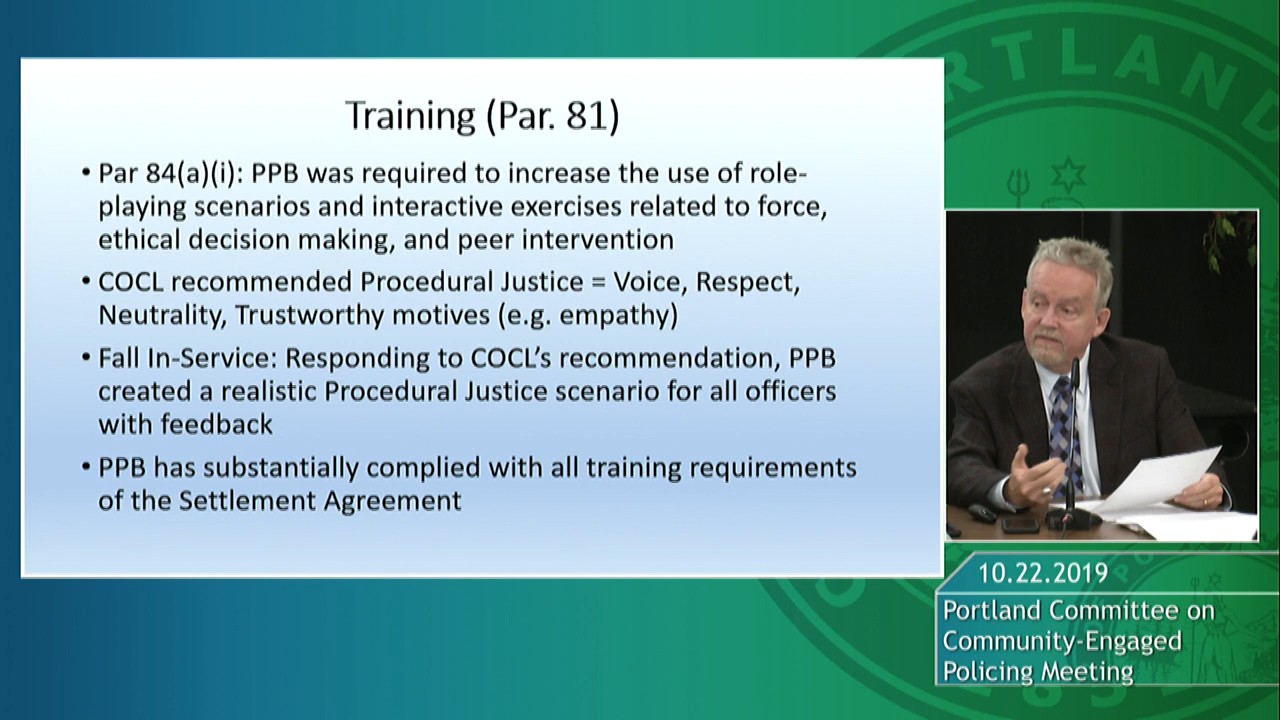 Training (Par. 81)
• Par 84(a)(i): PPB was required to increase the use of role-
playing scenarios and interactive exercises related to force,
ethical decision making, and peer intervention
• COCL recommended Procedural Justice = Voice, Respect,
Neutrality, Trustworthy motives (e.g. empathy)
• Fall In-Service: Responding to COCL’s recommendation, PPB
created a realistic Procedural Justice scenario for all officers
with feedback
• PPB has substantially complied with all training requirements
of the Settlement Agreement
PORTLAND
10.22.2019
Portland Committee on
Community-Engaged
Policing Meeting